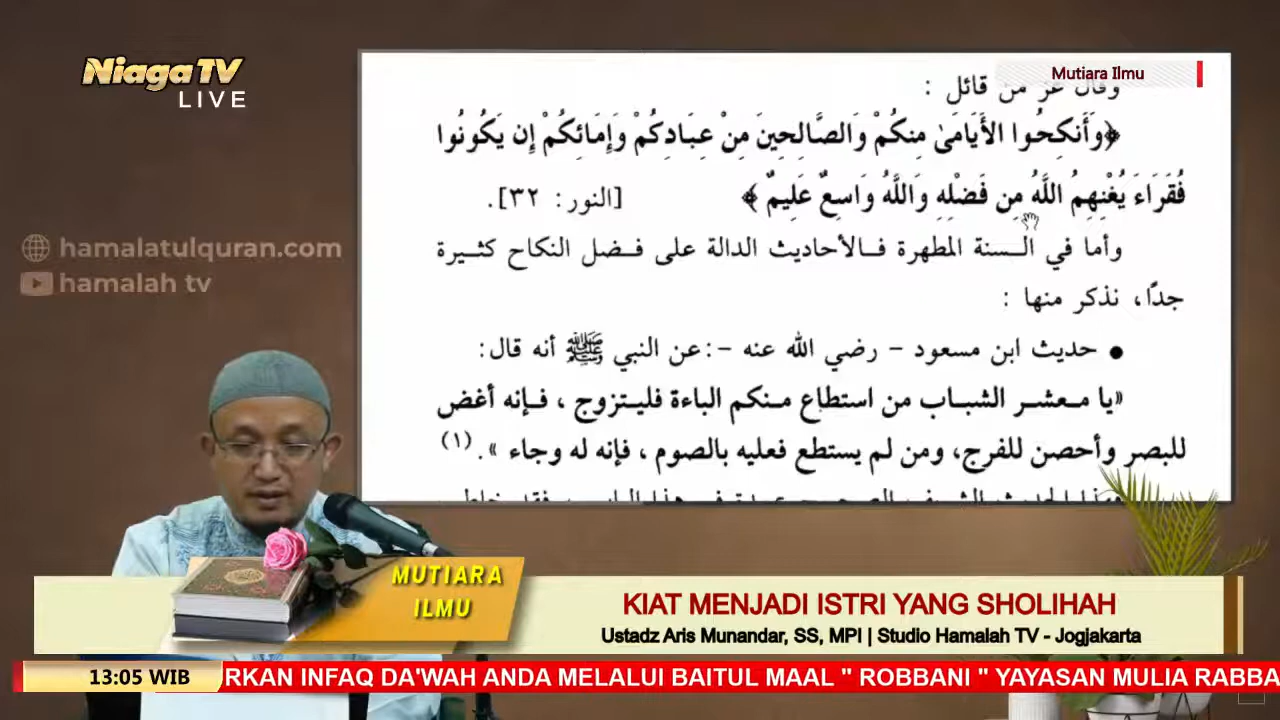 NiagaTV
LIVE
Mutiara Ilmu
وقال عز من قائل :
﴿وَأَنكِحُوا الأَيَامَىٰ مِنكُمْ وَالصَّالِحِينَ مِنْ عِبَادِكُمْ وَإِمَائِكُمْ إِن يَكُونُوا
فُقَرَاءَ يُغْنِهِمُ اللَّهُ مِن فَضْلِهِ وَاللَّهُ وَاسِعٌ عَلِيمٌ﴾ [النور: ٣٢].
وأما في السنة المطهرة فالأحاديث الدالة على فضل النكاح كثيرة
جدًا، نذكر منها :
● حديث ابن مسعود – رضي الله عنه –: عن النبي ﷺ أنه قال:
«يا معشر الشباب من استطاع منكم الباءة فليتزوج ، فإنه أغض
للبصر وأحصن للفرج، ومن لم يستطع فعليه بالصوم ، فإنه له وجاء ».(١)
hamalatulquran.com
hamalah tv
MUTIARA
ILMU
KIAT MENJADI ISTRI YANG SHOLIHAH
Ustadz Aris Munandar, SS, MPI | Studio Hamalah TV - Jogjakarta
13:05 WIB
RKAN INFAQ DA'WAH ANDA MELALUI BAITUL MAAL " ROBBANI " YAYASAN MULIA RABBA